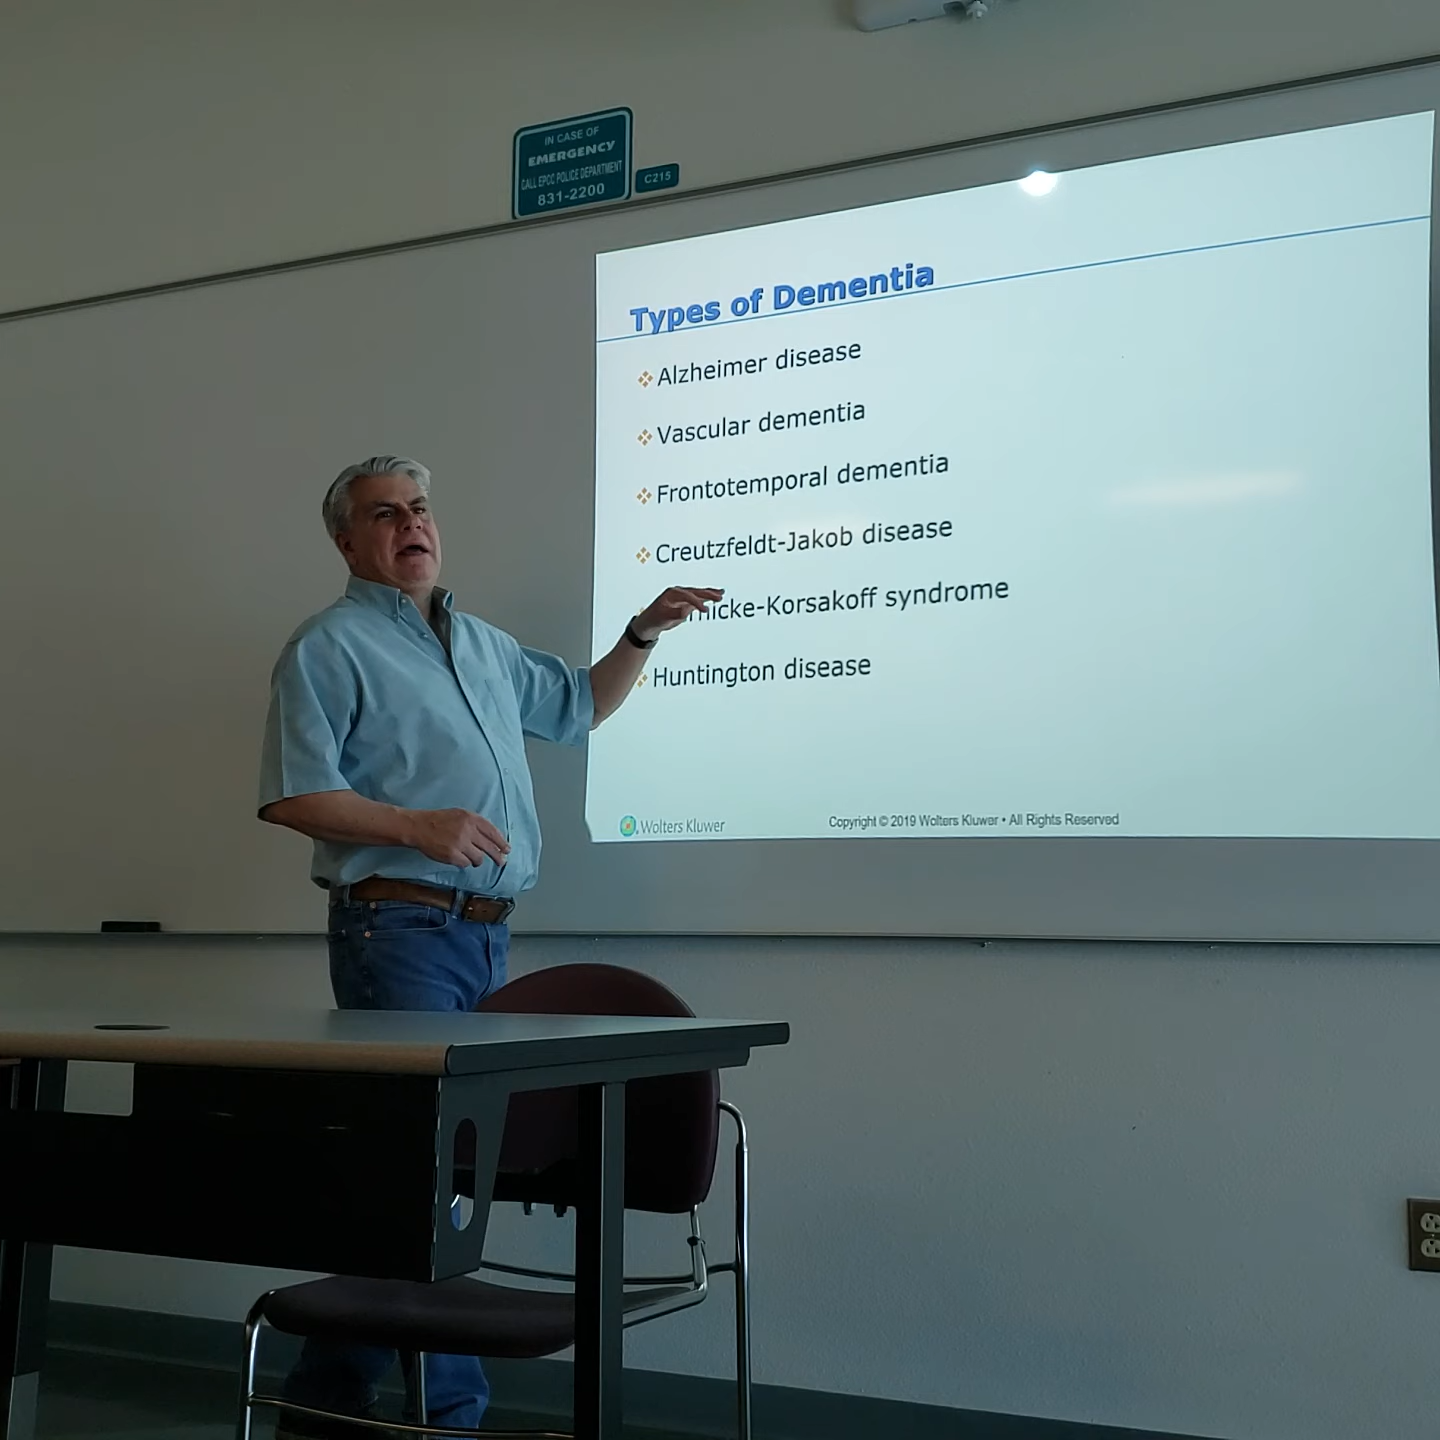 IN CASE OF
EMERGENCY
CALL EPCC POLICE DEPARTMENT
831-2200
C215
Types of Dementia
Alzheimer disease
Vascular dementia
Frontotemporal dementia
Creutzfeldt-Jakob disease
syndrome
Huntington disease
Wolters Kluwer
Copyright © 2019 Wolters Kluwer • All Rights Reserved